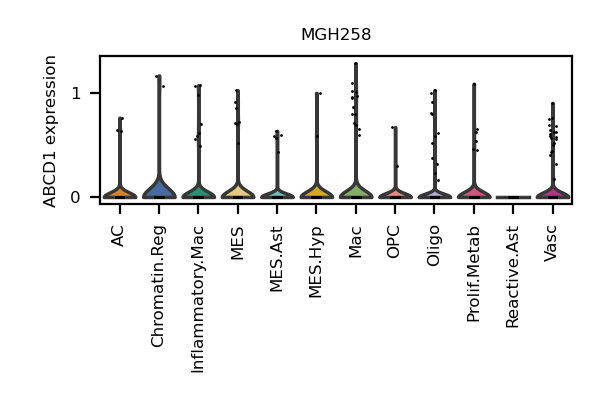 MGH258
ABCD1 expression
1
0
AC
Chromatin.Reg
Inflammatory.Mac
MES
MES.Ast
MES.Hyp
Mac
OPC
Oligo
Prolif.Metab
Reactive.Ast
Vasc